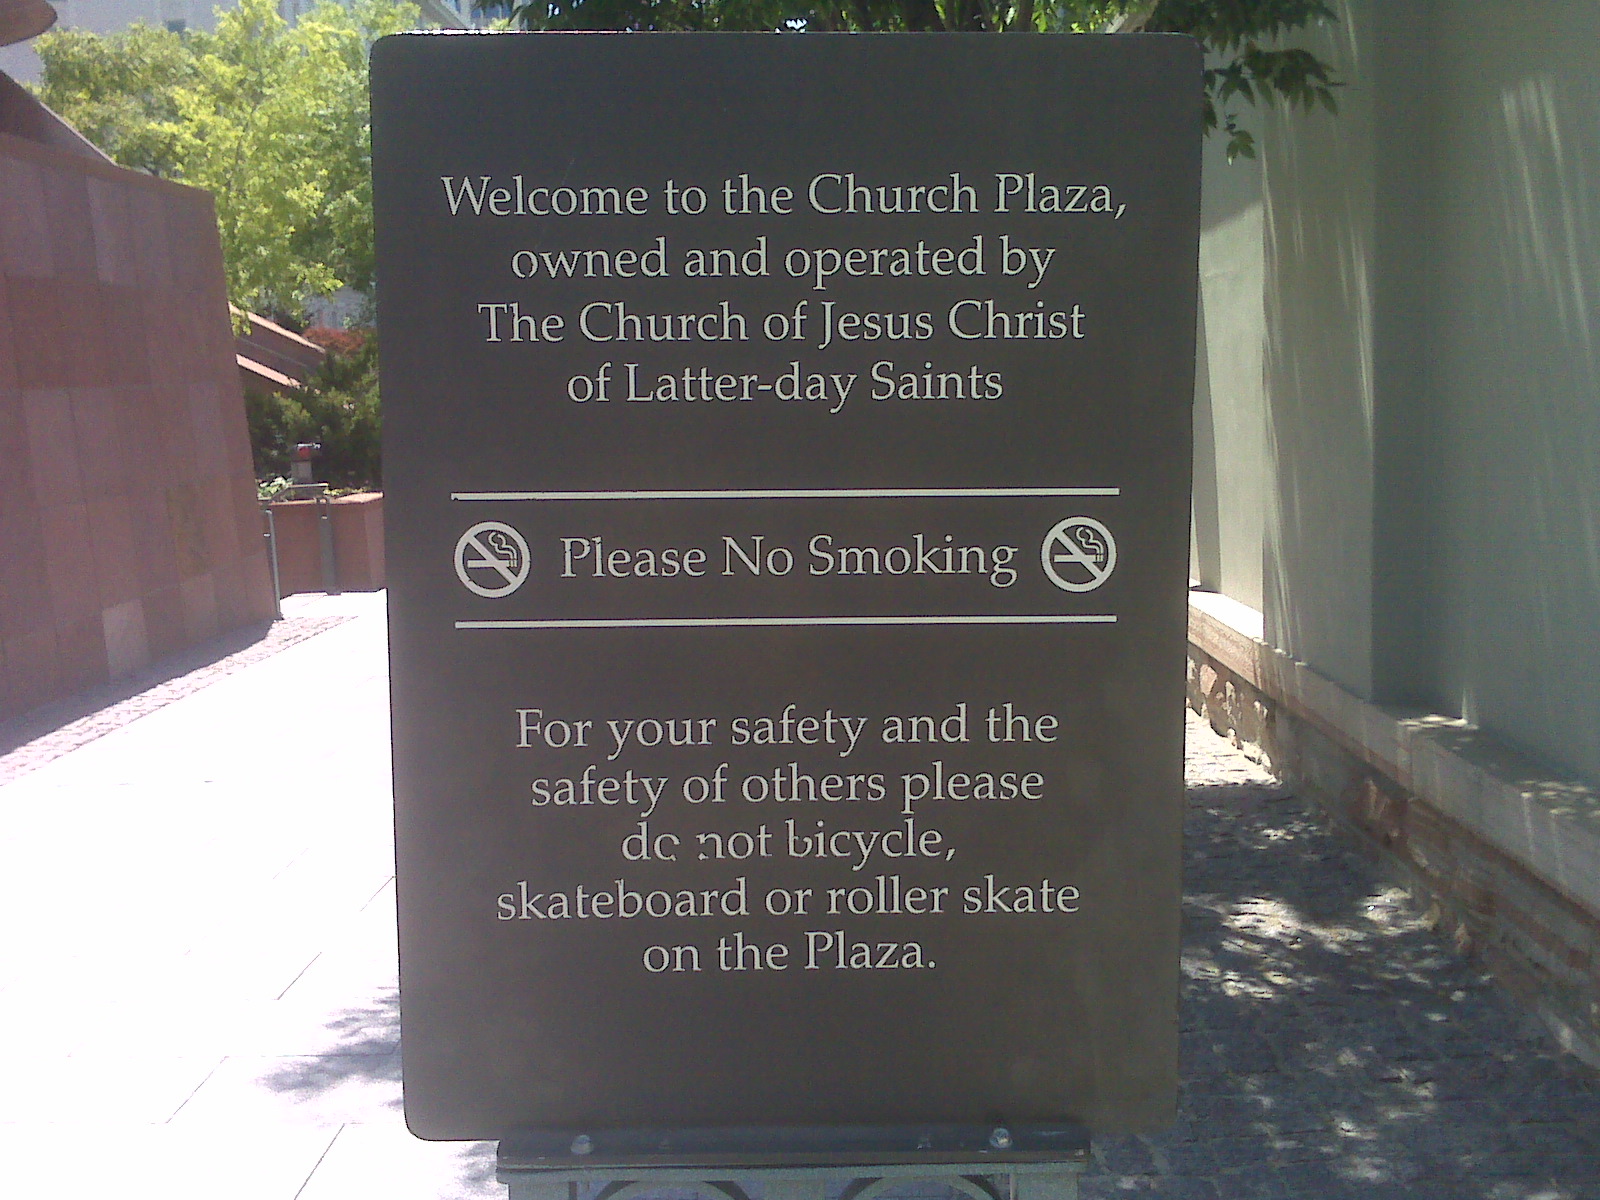 Welcome to the Church Plaza,
owned and operated by
The Church of Jesus Christ
of Latter-day Saints
Please No Smoking
For your safety and the
safety of others please
do not bicycle,
skateboard or roller skate
on the Plaza.